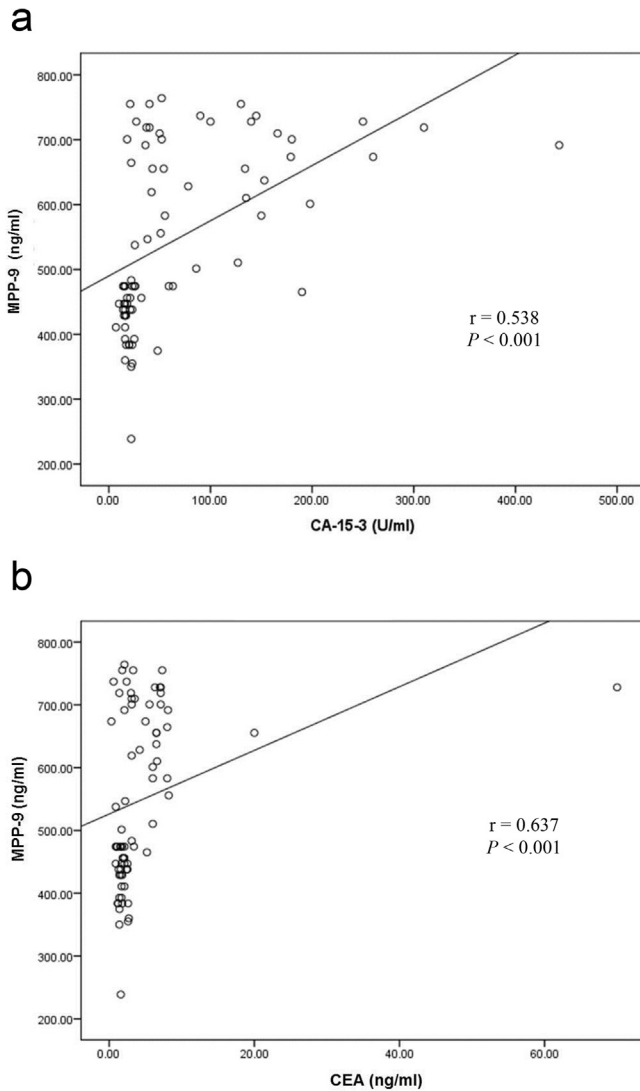 a
800.00
700.00
600.00
500.00
400.00
300.00
200.00
MPP-9 (ng/ml)
r = 0.538
P < 0.001
0.00 100.00 200.00 300.00 400.00 500.00
CA-15-3 (U/ml)
b
800.00
700.00
600.00
500.00
400.00
300.00
200.00
MPP-9 (ng/ml)
r = 0.637
P < 0.001
0.00 20.00 40.00 60.00
CEA (ng/ml)